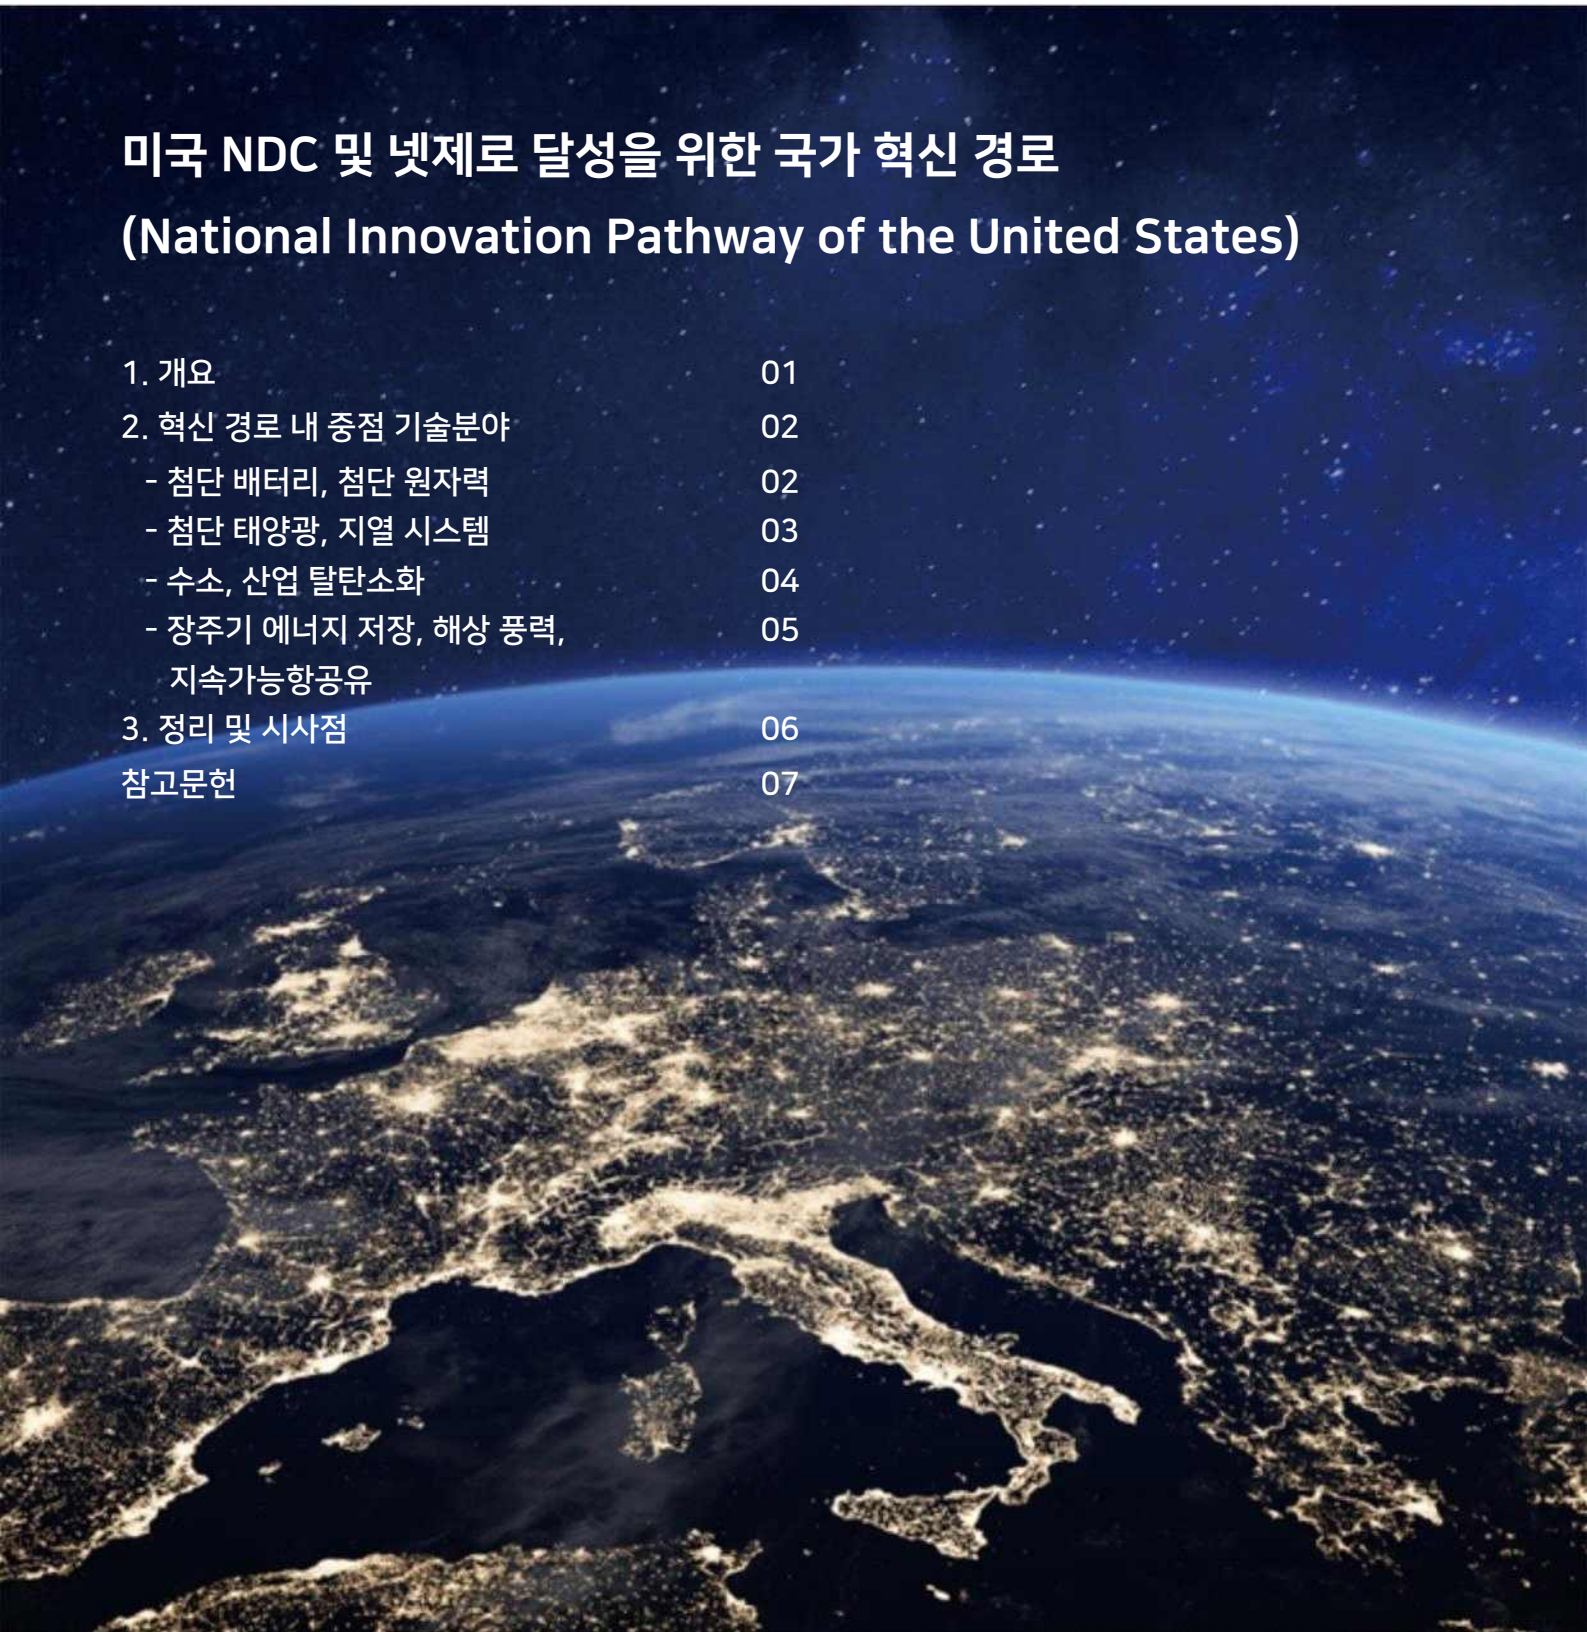 미국 NDC 및 넷제로 달성을 위한 국가 혁신 경로
(National Innovation Pathway of the United States)
1. 개요 01
2. 혁신 경로 내 중점 기술분야 02
- 첨단 배터리, 첨단 원자력 02
- 첨단 태양광, 지열 시스템 03
- 수소, 산업 탈탄소화 04
- 장주기 에너지 저장, 해상 풍력, 05
지속가능항공유
3. 정리 및 시사점 06
참고문헌 07